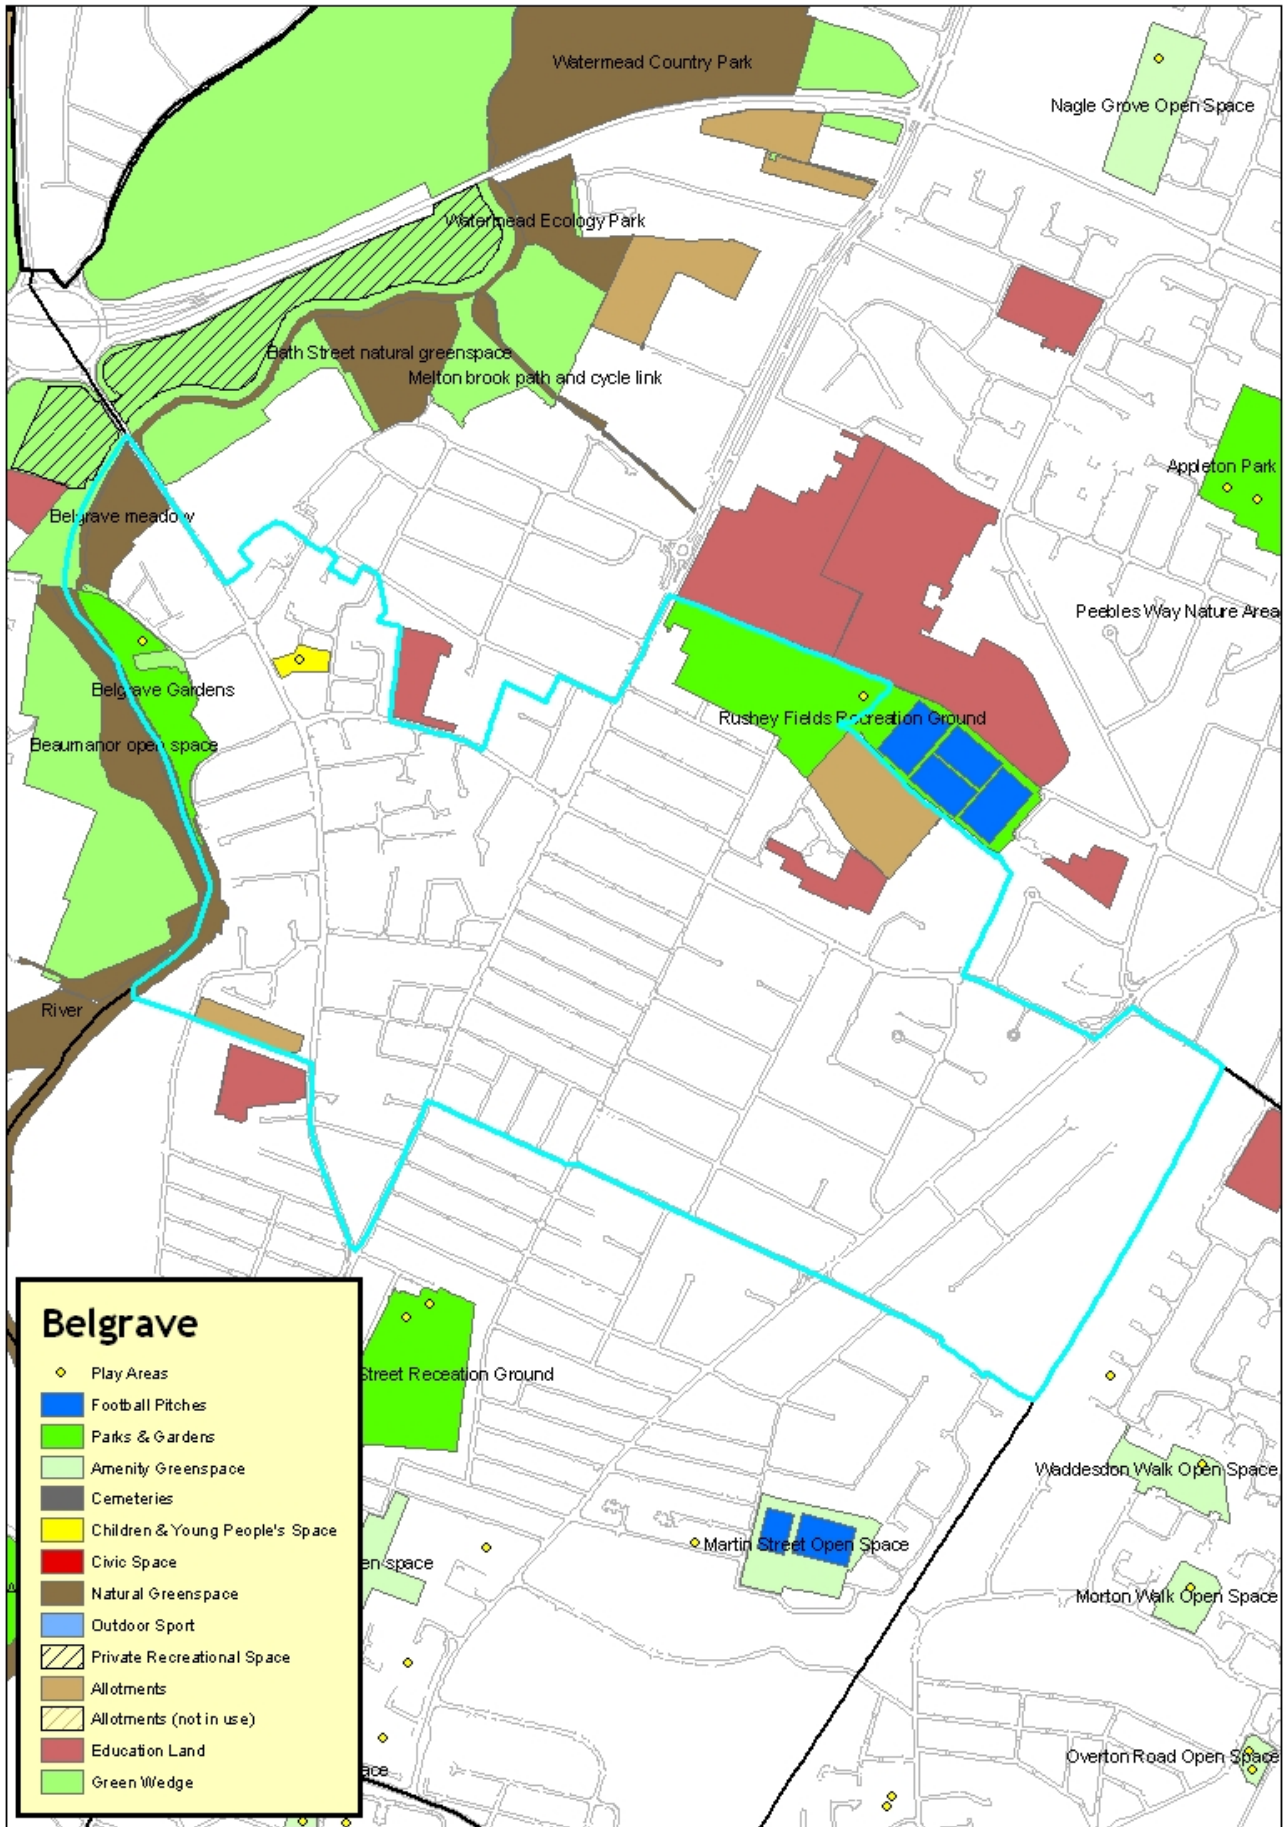 Watermead Country Park
Nagle Grove Open Space
Watermead Ecology Park
Bath Street natural greenspace
Melton brook path and cycle link
Appleton Park
Belgrave meadow
Peebles Way Nature Area
Belgrave Gardens
Rushey Fields Recreation Ground
Beaumanor open space
River
Belgrave
Play Areas
Football Pitches
Parks & Gardens
Amenity Greenspace
Cemeteries
Children & Young People's Space
Civic Space
Natural Greenspace
Outdoor Sport
Private Recreational Space
Allotments
Allotments (not in use)
Education Land
Green Wedge
Street Receation Ground
Waddesdon Walk Open Space
Martin Street Open Space
space
Morton Walk Open Space
Overton Road Open Space